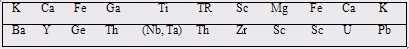 K Ca Fe Ga Ti TR Sc Mg Fe Ca K
Ba Y Ge Th (Nb, Ta) Th Zr Sc Sc U Pb